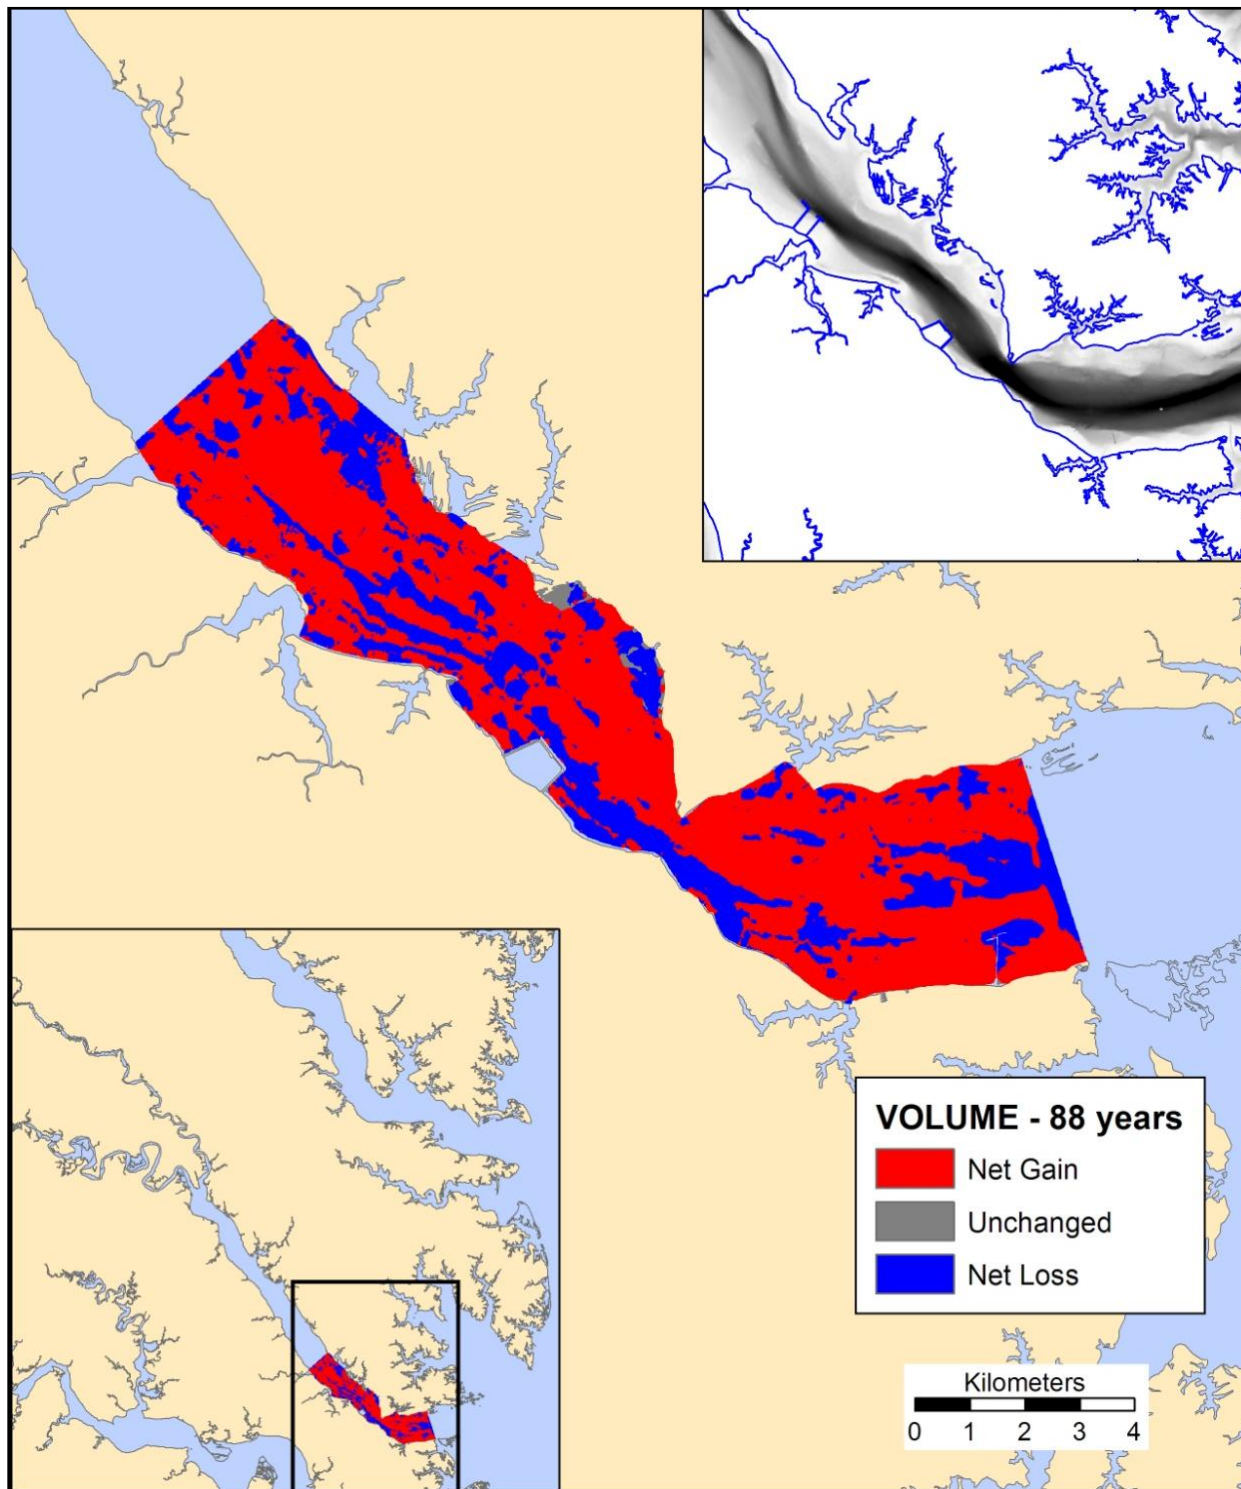 VOLUME - 88 years
Net Gain
Unchanged
Net Loss
Kilometers
0 1 2 3 4